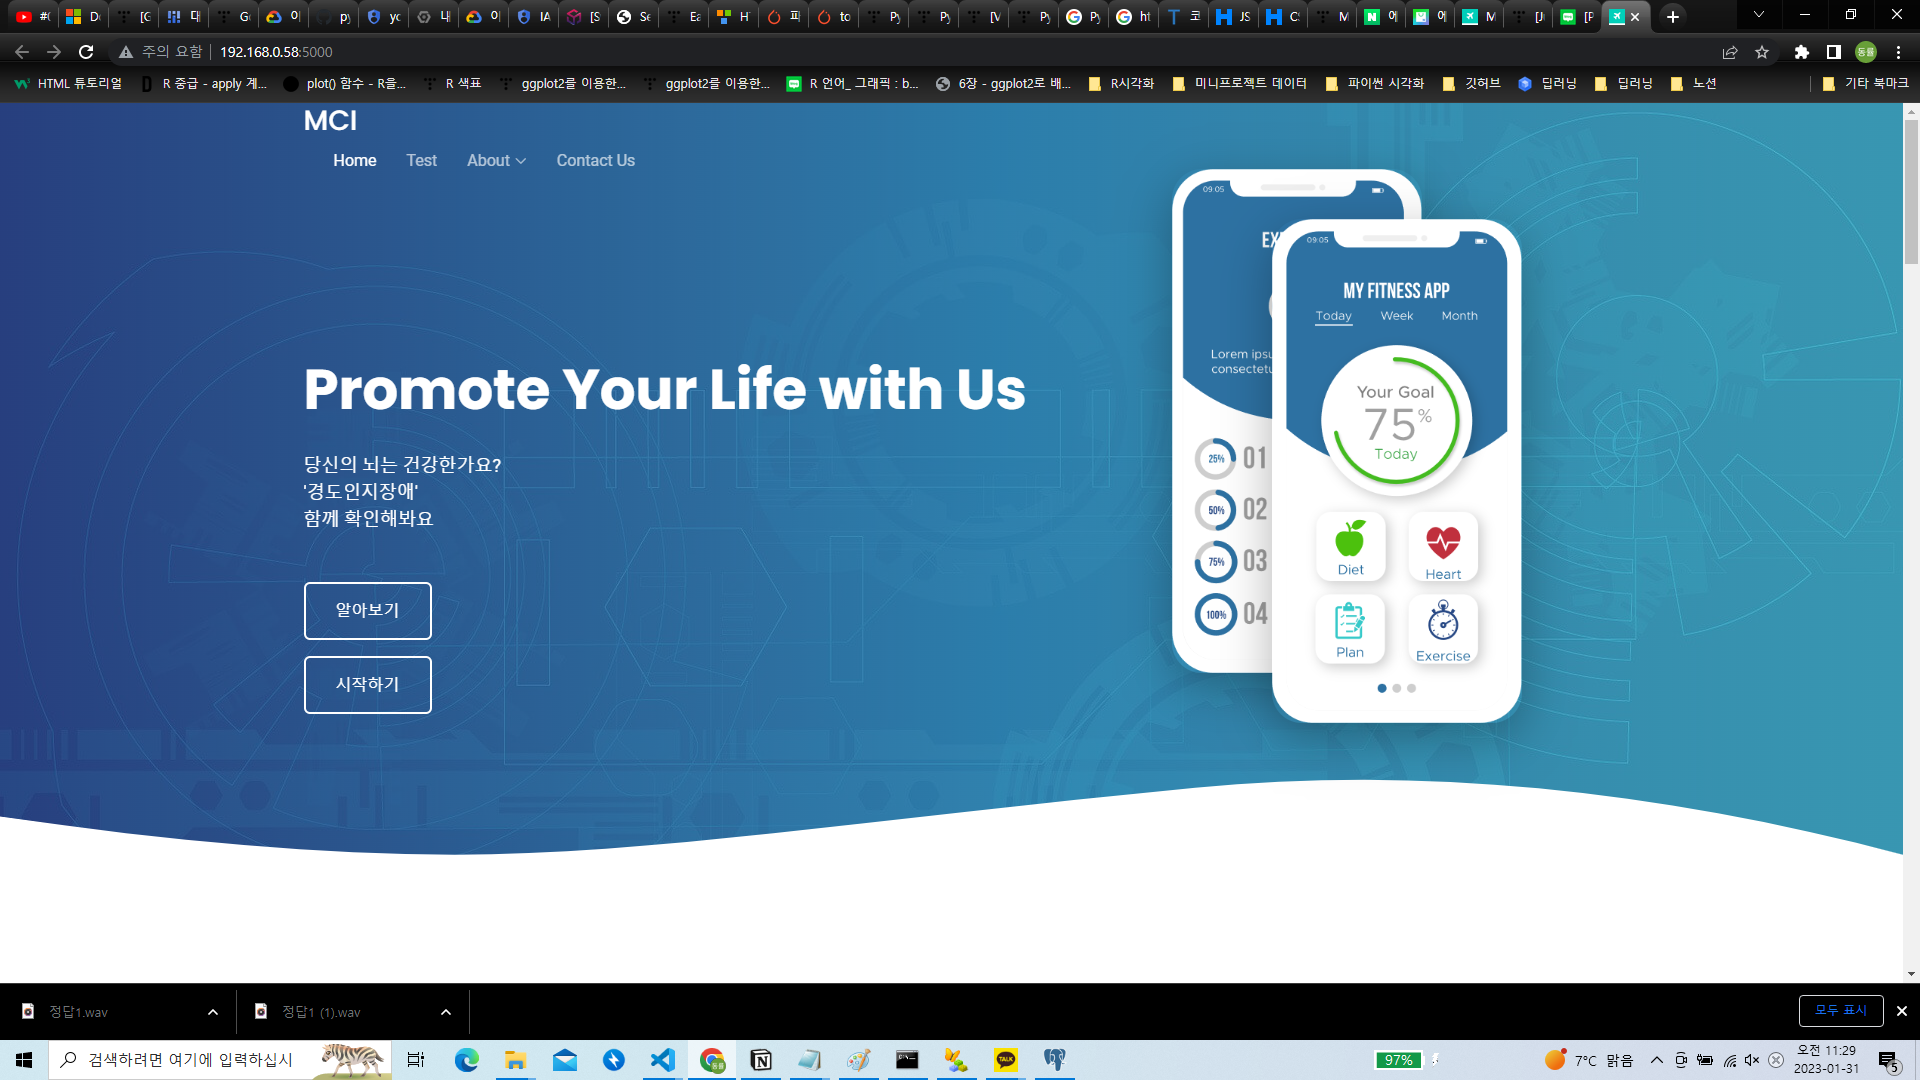 주의 요함
192.168.0.58:5000
HTML 튜토리얼
R 중급 - apply 계...
plot() 함수 - R을...
R 색표
ggplot2를 이용한...
ggplot2를 이용한...
R 언어_ 그래픽 : b...
6장 - ggplot2로 배...
R시각화
미니프로젝트 데이터
파이썬 시각화
깃허브
딥러닝
딥러닝
노션
기타 북마크
MCI
Home
Test
About
Contact Us
Promote Your Life with Us
당신의 뇌는 건강한가요?
'경도인지장애'
함께 확인해봐요
알아보기
시작하기
09:05
Lorem ipsu
consectetu
25% 01
50% 02
75% 03
100% 04
09:05
MY FITNESS APP
Today
Week
Month
Your Goal
75%
Today
Diet
Heart
Plan
Exercise
정답1.wav
정답1 (1).wav
모두 표시
검색하려면 여기에 입력하십시
97%
7°C 맑음
오전 11:29
2023-01-31
5